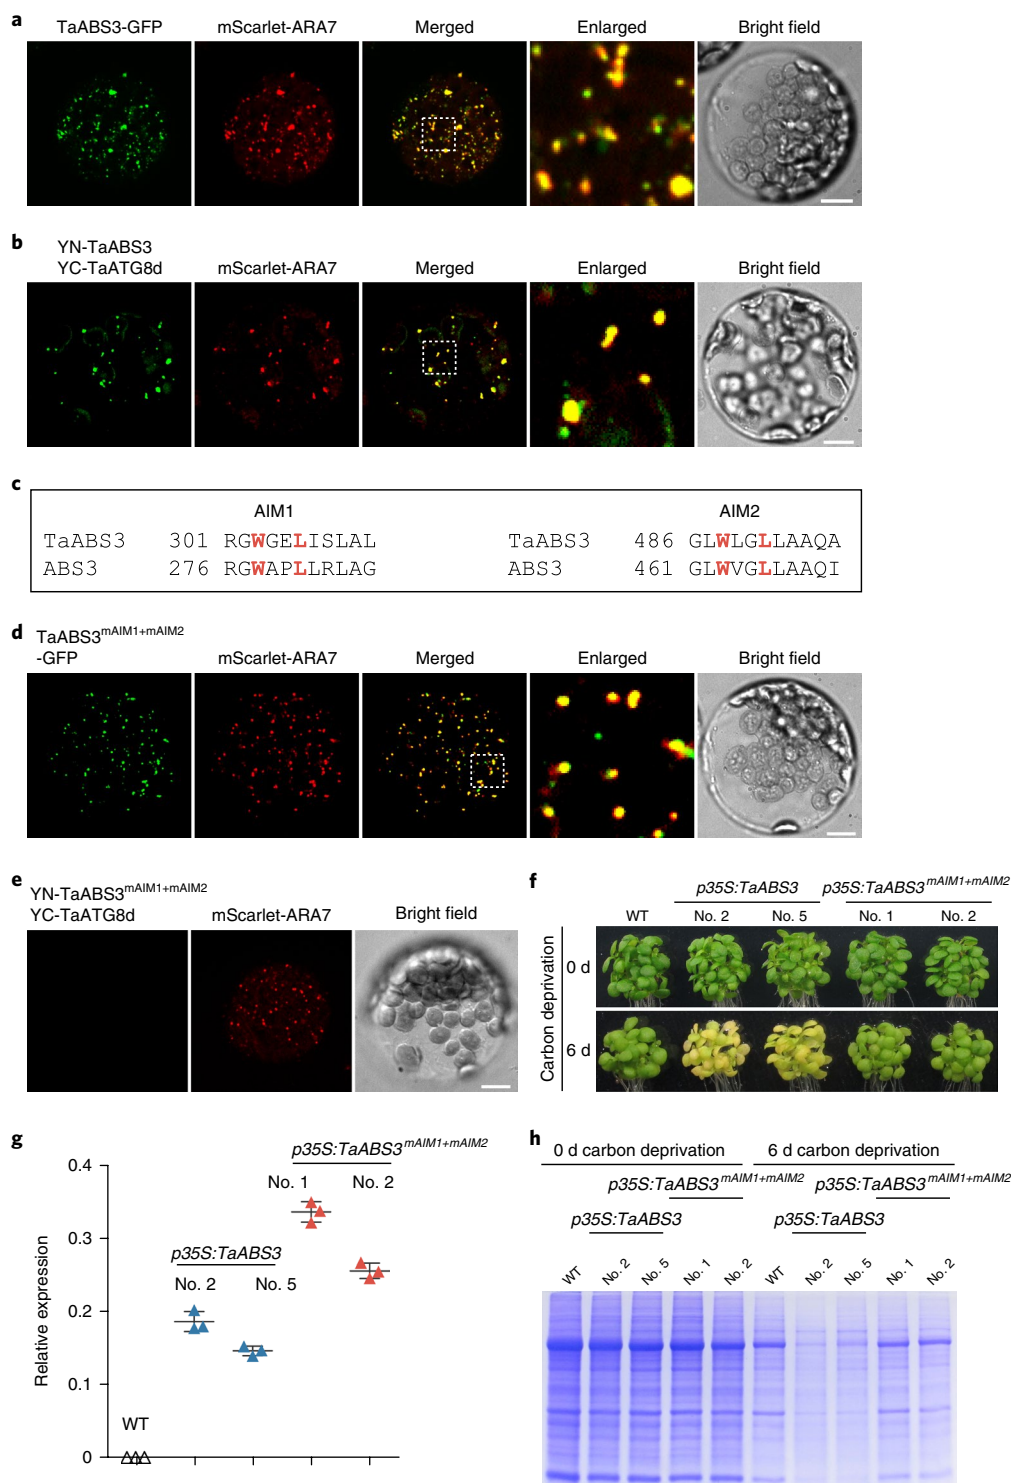 a
TaABS3-GFP mScarlet-ARA7 Merged Enlarged Bright field
b
YN-TaABS3
YC-TaATG8d mScarlet-ARA7 Merged Enlarged Bright field
c
AIM1 AIM2
TaABS3 301 RGWGELISLAL TaABS3 486 GLWLGLLAAQA
ABS3 276 RGWAPLLRLAG ABS3 461 GLWVGLLAAQI
d
TaABS3mAIM1+mAIM2
-GFP mScarlet-ARA7 Merged Enlarged Bright field
e
YN-TaABS3mAIM1+mAIM2
YC-TaATG8d mScarlet-ARA7 Bright field
f
p35S:TaABS3 p35S:TaABS3mAIM1+mAIM2
WT No. 2 No. 5 No. 1 No. 2
Carbon deprivation
0 d
6 d
g
p35S:TaABS3mAIM1+mAIM2
No. 1 No. 2
p35S:TaABS3
No. 2 No. 5
WT
Relative expression
0.4
0.3
0.2
0.1
0
h
0 d carbon deprivation 6 d carbon deprivation
p35S:TaABS3mAIM1+mAIM2 p35S:TaABS3mAIM1+mAIM2
p35S:TaABS3 p35S:TaABS3
WT No. 2 No. 5 No. 1 No. 2 WT No. 2 No. 5 No. 1 No. 2